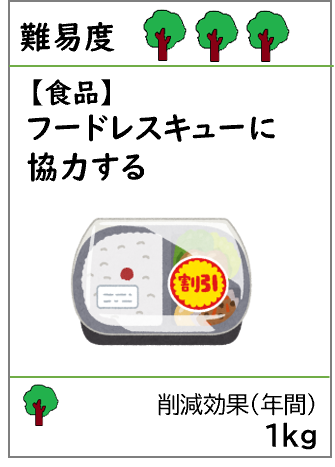 難易度
【食品】
フードレスキューに
協力する
割引
削減効果(年間)
1kg